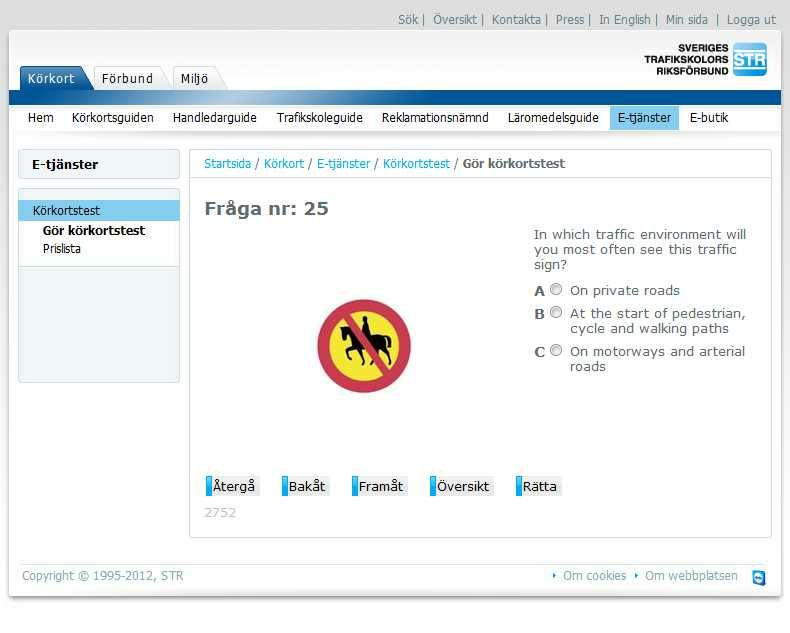 Sök | Översikt | Kontakta | Press | In English | Min sida | Logga ut
SVERIGES
TRAFIKSKOLORS
RIKSFÖRBUND
STR
Körkort Förbund Miljö
Hem Körkortsguiden Handledarguide Trafikskoleguide Reklamationsnämnd Läromedelsguide E-tjänster E-butik
E-tjänster
Körkortstest
Gör körkortstest
Prislista
Startsida / Körkort / E-tjänster / Körkortstest / Gör körkortstest
Fråga nr: 25
In which traffic environment will
you most often see this traffic
sign?
A On private roads
B At the start of pedestrian,
cycle and walking paths
C On motorways and arterial
roads
Återgå Bakåt Framåt Översikt Rätta
2752
Copyright © 1995-2012, STR
Om cookies Om webbplatsen